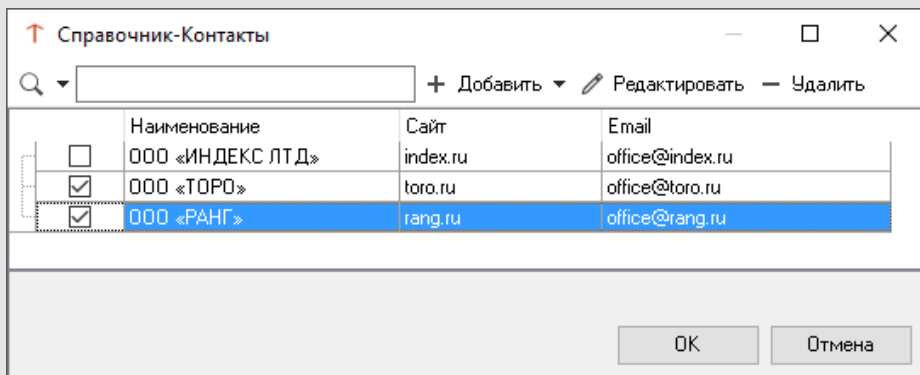 Справочник-Контакты
Добавить Редактировать Удалить
Наименование Сайт Email
ООО «ИНДЕКС ЛТД» index.ru office@index.ru
ООО «ТОРО» toro.ru office@toro.ru
ООО «РАНГ» rang.ru office@rang.ru
ОК Отмена